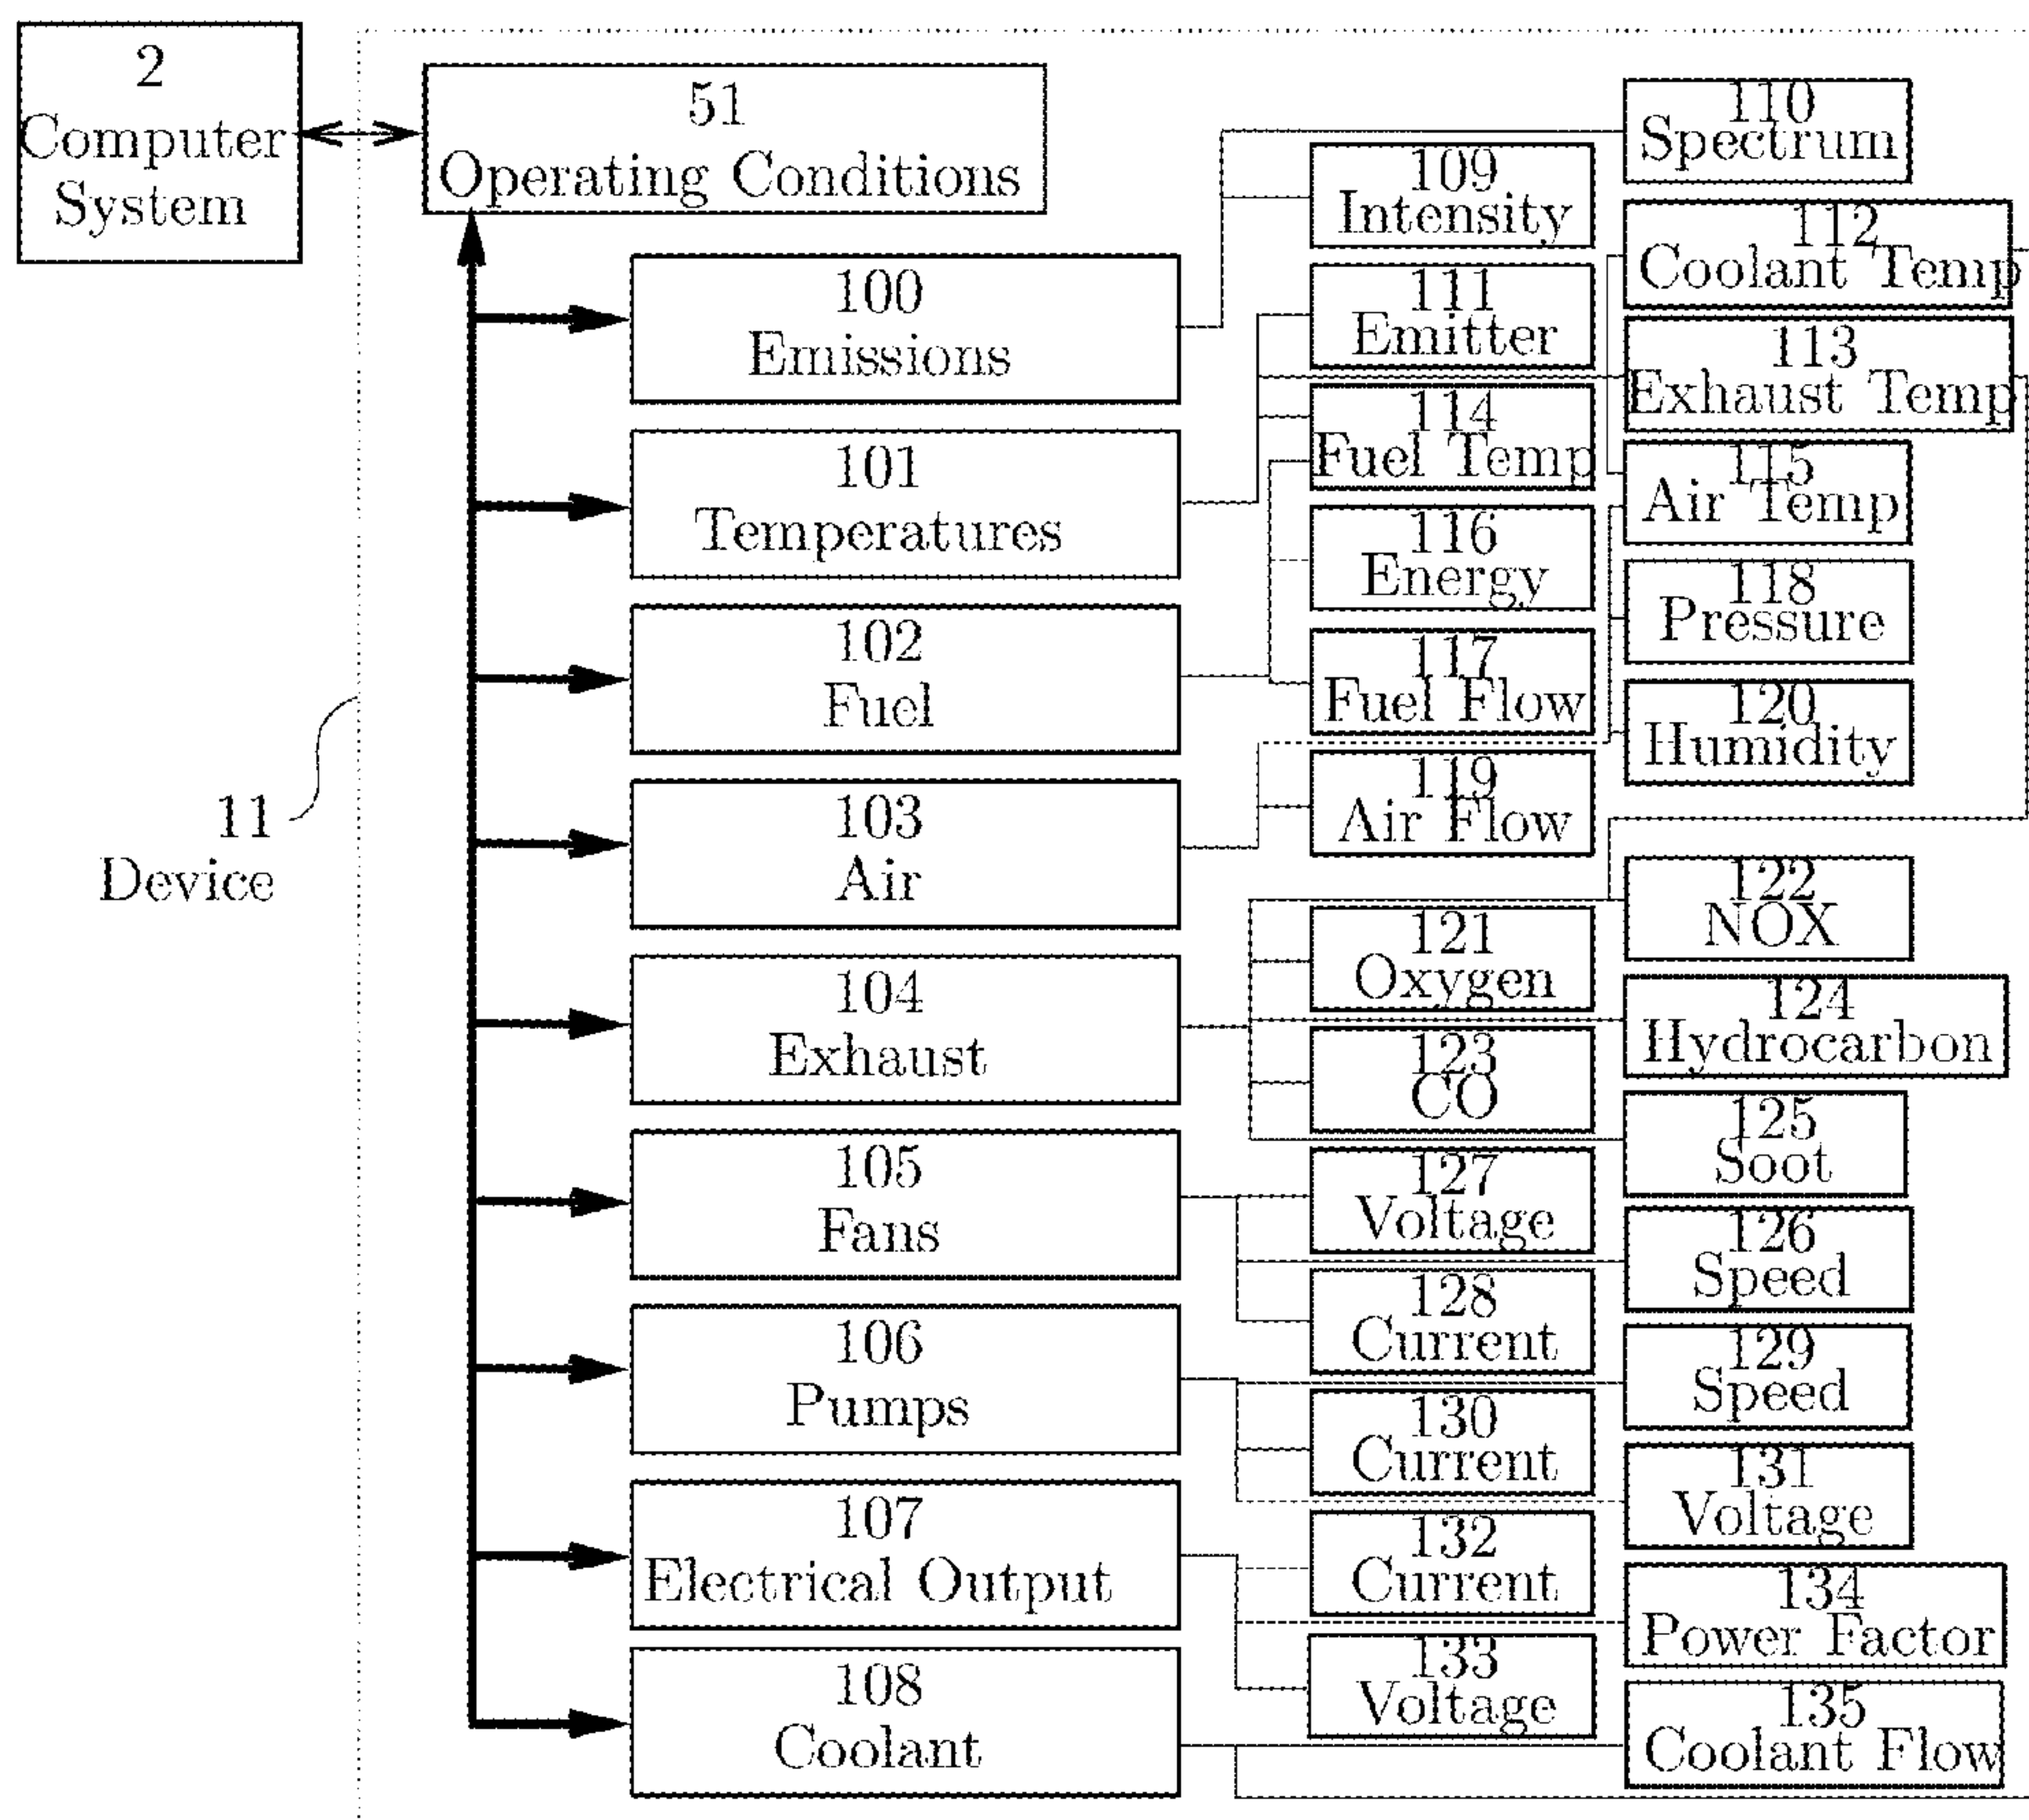 2
Computer
System
51
Operating Conditions
11
Device
100
Emissions
101
Temperatures
102
Fuel
103
Air
104
Exhaust
105
Fans
106
Pumps
107
Electrical Output
108
Coolant
110
Spectrum
109
Intensity
112
Coolant Temp
111
Emitter
113
Exhaust Temp
114
Fuel Temp
115
Air Temp
116
Energy
118
Pressure
117
Fuel Flow
120
Humidity
119
Air Flow
122
NOX
121
Oxygen
124
Hydrocarbon
123
CO
125
Soot
127
Voltage
126
Speed
128
Current
129
Speed
130
Current
131
Voltage
132
Current
134
Power Factor
133
Voltage
135
Coolant Flow